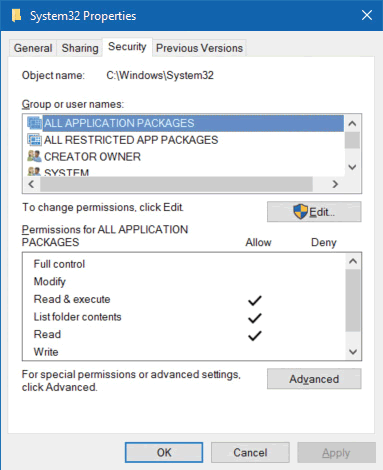 System32 Properties
General Sharing Security Previous Versions
Object name: C:\Windows\System32
Group or user names:
ALL APPLICATION PACKAGES
ALL RESTRICTED APP PACKAGES
CREATOR OWNER
SYSTEM
To change permissions, click Edit.
Edit...
Permissions for ALL APPLICATION
PACKAGES Allow Deny
Full control
Modify
Read & execute
List folder contents
Read
Write
For special permissions or advanced settings,
click Advanced.
Advanced
OK Cancel Apply